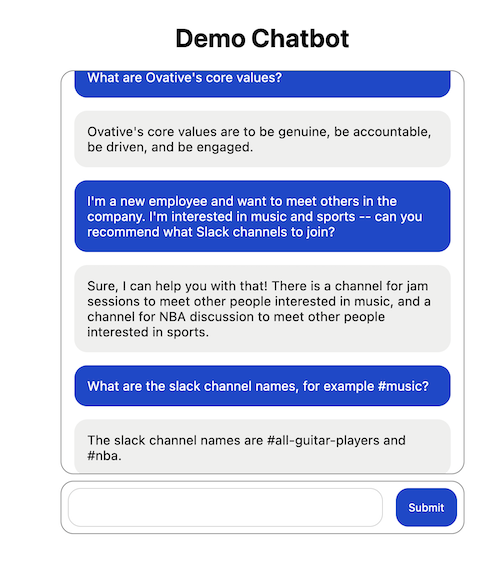 Demo Chatbot
What are Ovative's core values?
Ovative's core values are to be genuine, be accountable,
be driven, and be engaged.
I'm a new employee and want to meet others in the
company. I'm interested in music and sports -- can you
recommend what Slack channels to join?
Sure, I can help you with that! There is a channel for jam
sessions to meet other people interested in music, and a
channel for NBA discussion to meet other people
interested in sports.
What are the slack channel names, for example #music?
The slack channel names are #all-guitar-players and
#nba.
Submit